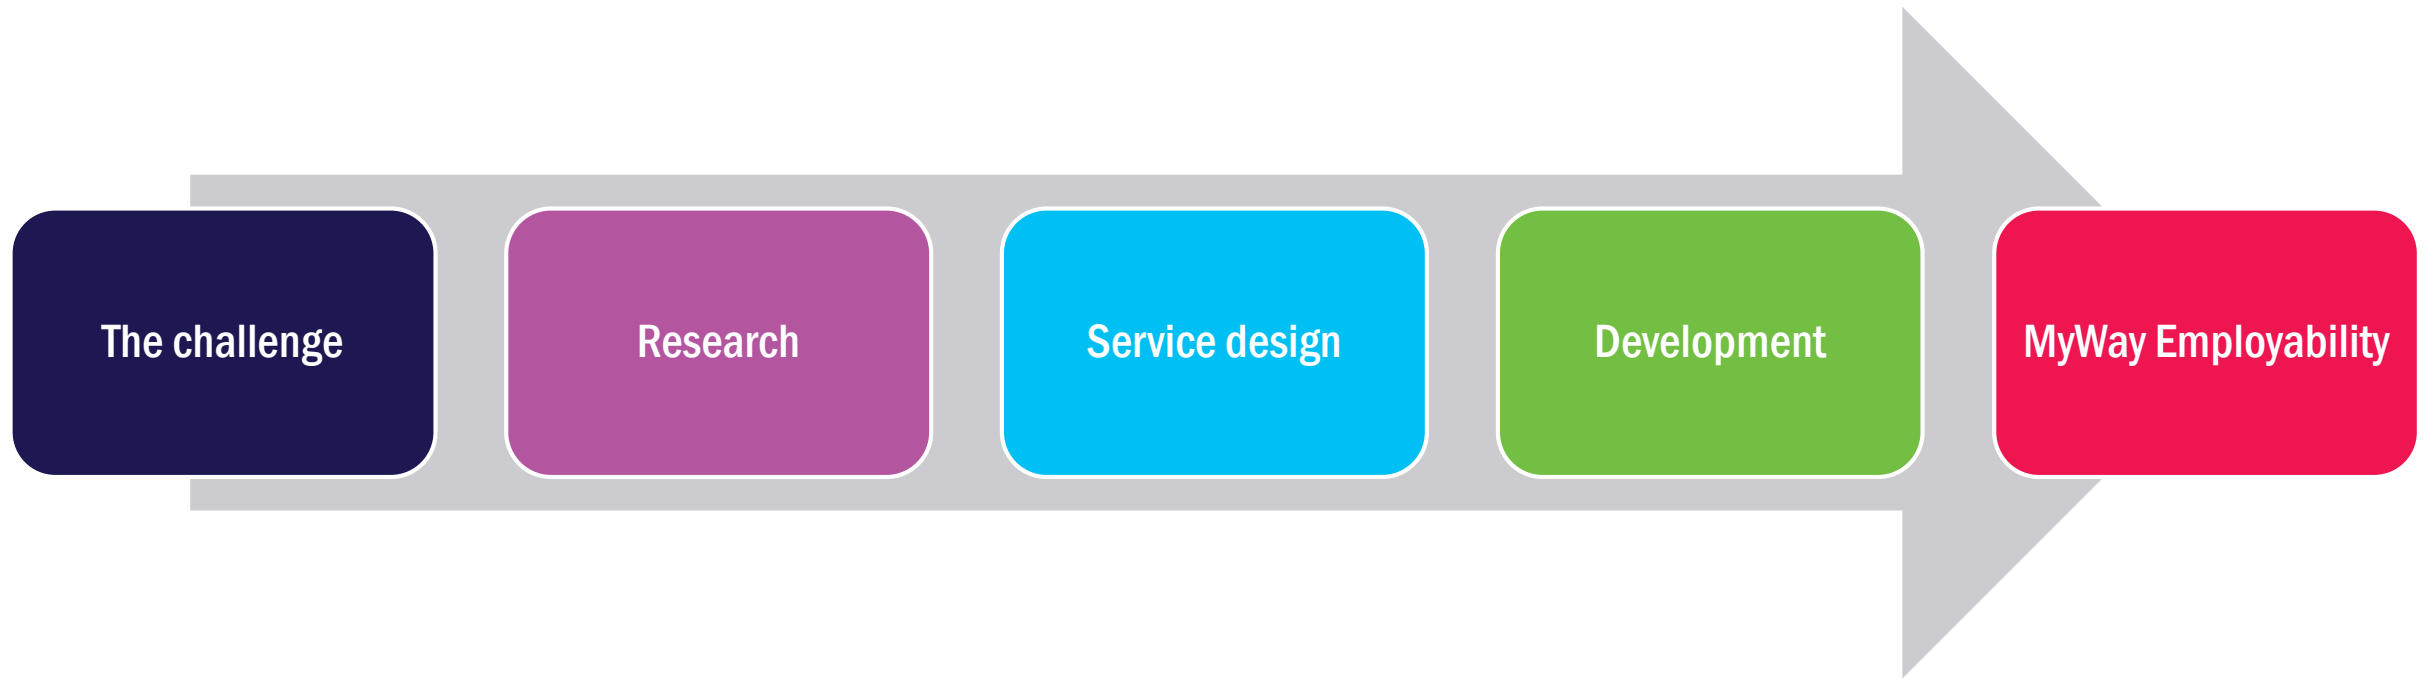 The challenge
Research
Service design
Development
MyWay Employability